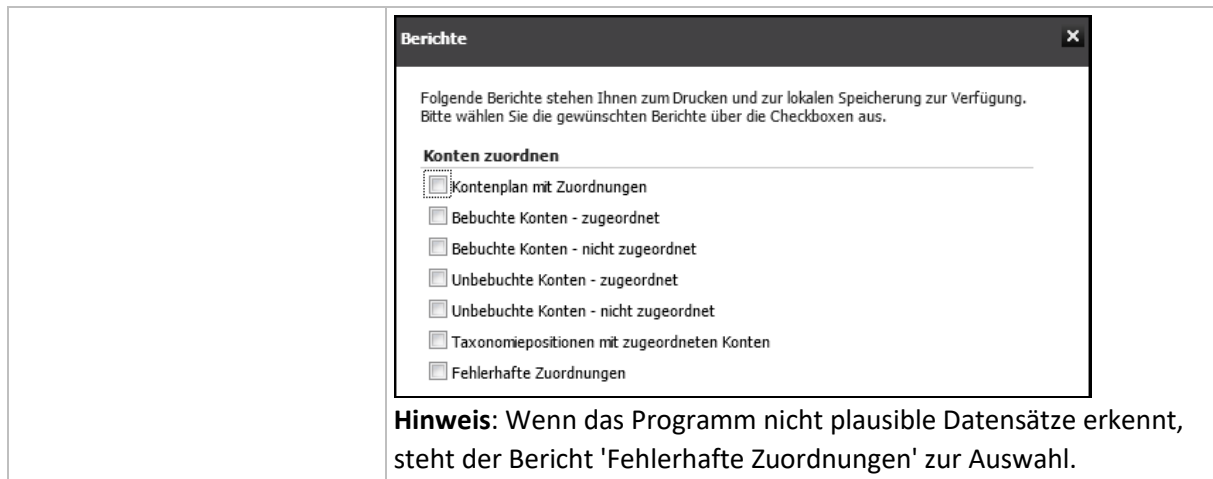 Berichte
Folgende Berichte stehen Ihnen zum Drucken und zur lokalen Speicherung zur Verfügung.
Bitte wählen Sie die gewünschten Berichte über die Checkboxen aus.
Konten zuordnen
Kontenplan mit Zuordnungen
Bebuchte Konten - zugeordnet
Bebuchte Konten - nicht zugeordnet
Unbebuchte Konten - zugeordnet
Unbebuchte Konten - nicht zugeordnet
Taxonomiepositionen mit zugeordneten Konten
Fehlerhafte Zuordnungen
Hinweis: Wenn das Programm nicht plausible Datensätze erkennt,
steht der Bericht 'Fehlerhafte Zuordnungen' zur Auswahl.